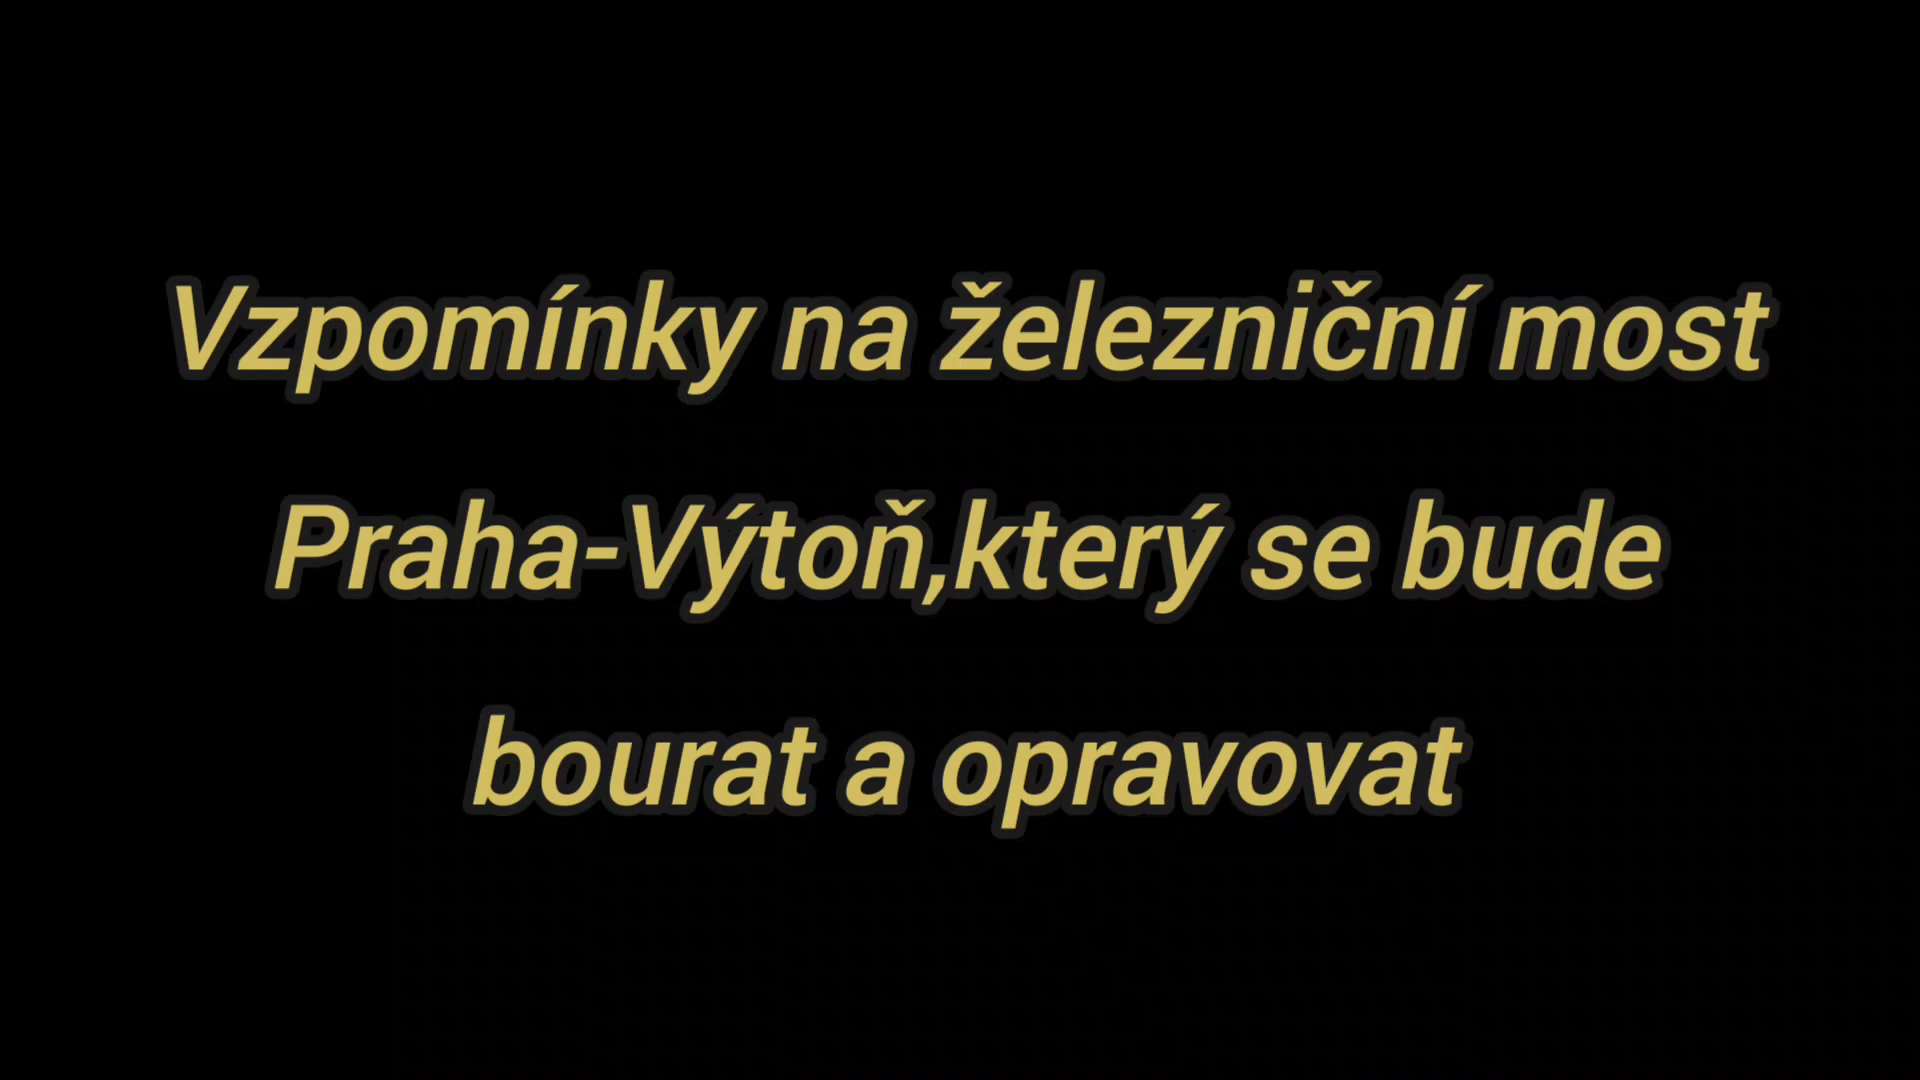 Vzpomínky na železniční most
Praha-Výtoň,který se bude
bourat a opravovat